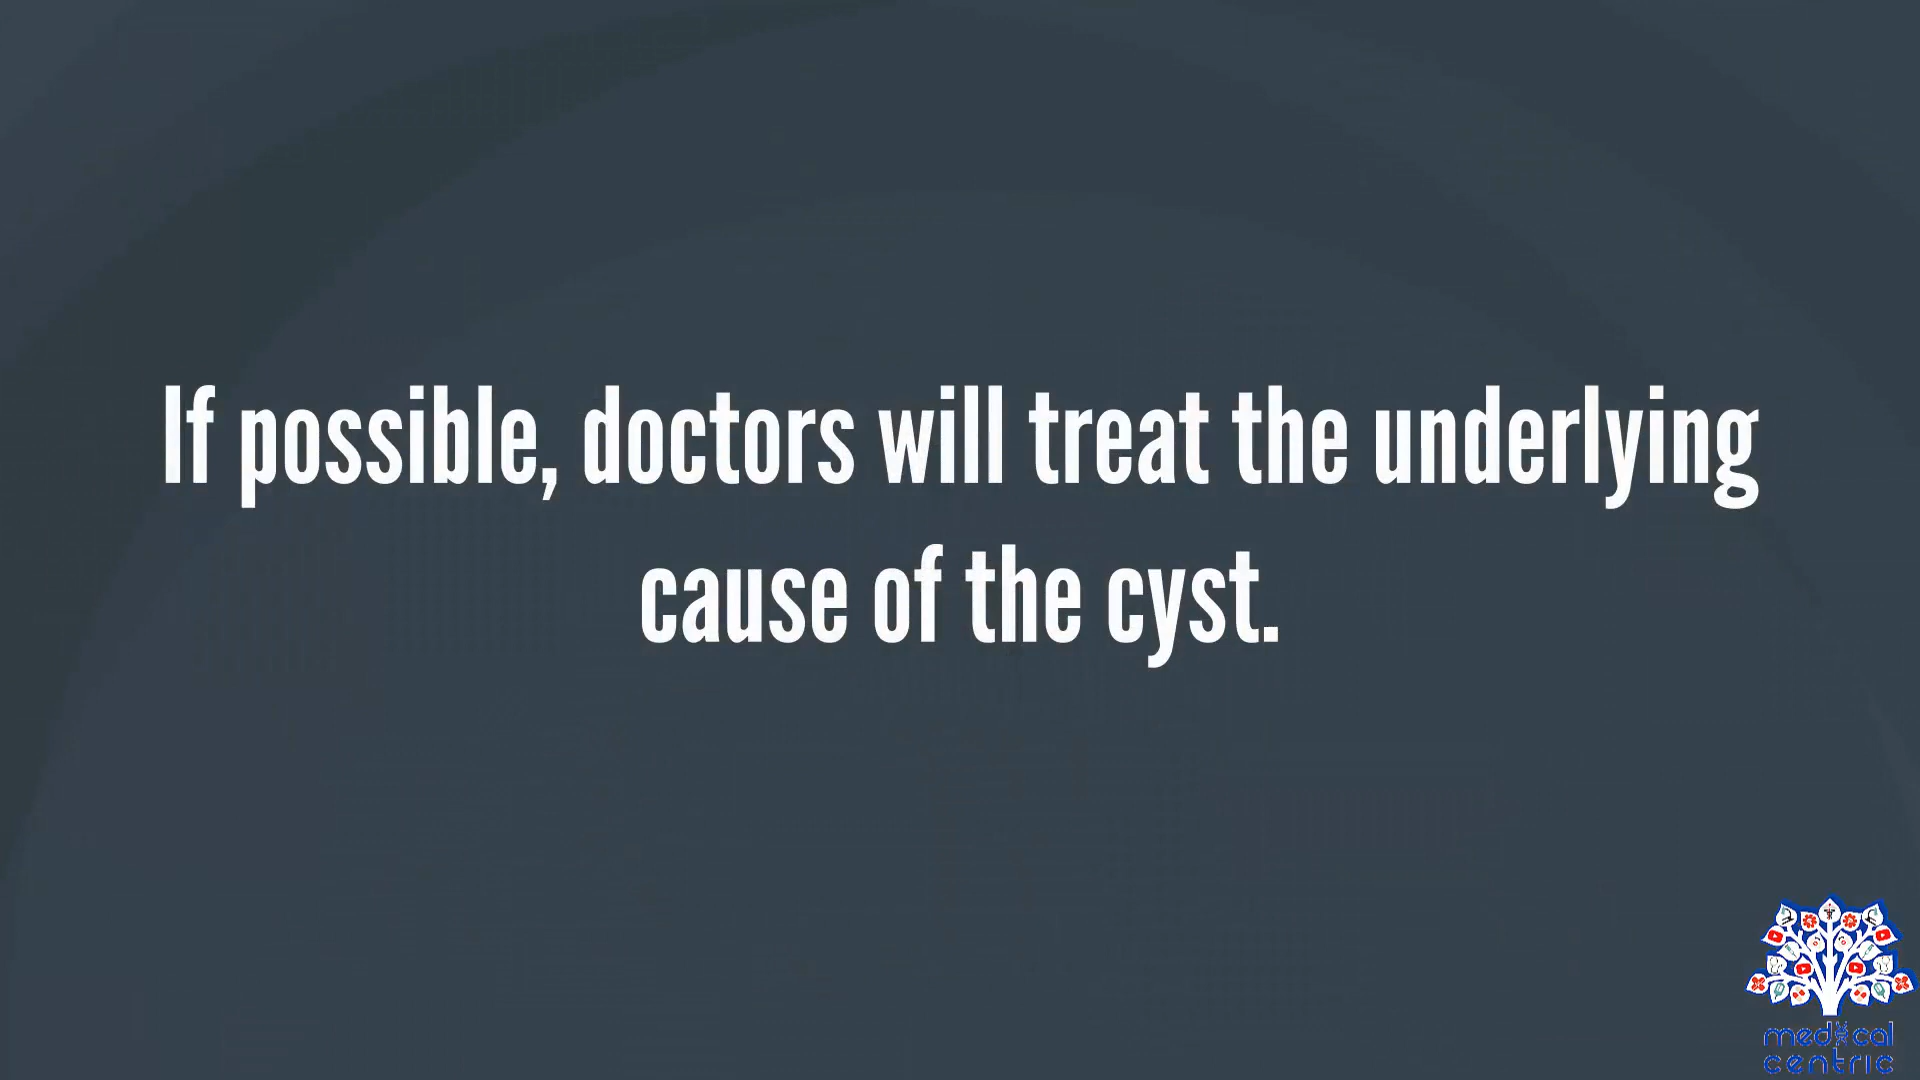 If possible, doctors will treat the underlying
cause of the cyst.
medical
centric